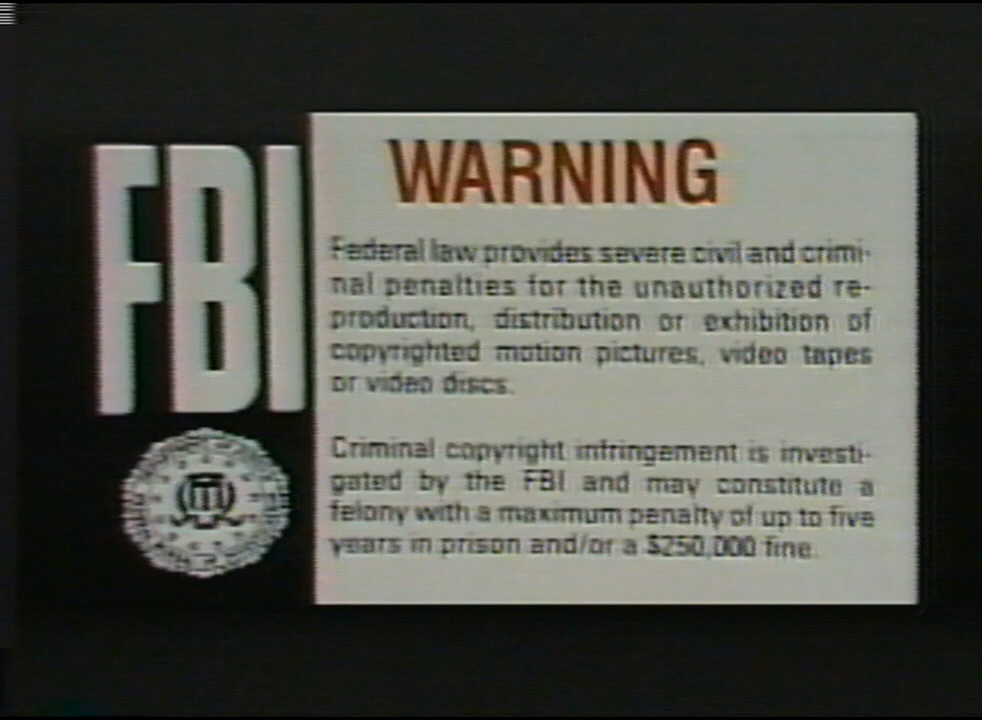 FBI
WARNING
Federal law provides severe civil and crimi-
nal penalties for the unauthorized re-
production, distribution or exhibition of
copyrighted motion pictures, video tapes
or video discs.
Criminal copyright infringement is investi-
gated by the FBI and may constitute a
felony with a maximum penalty of up to five
years in prison and/or a $250,000 fine.